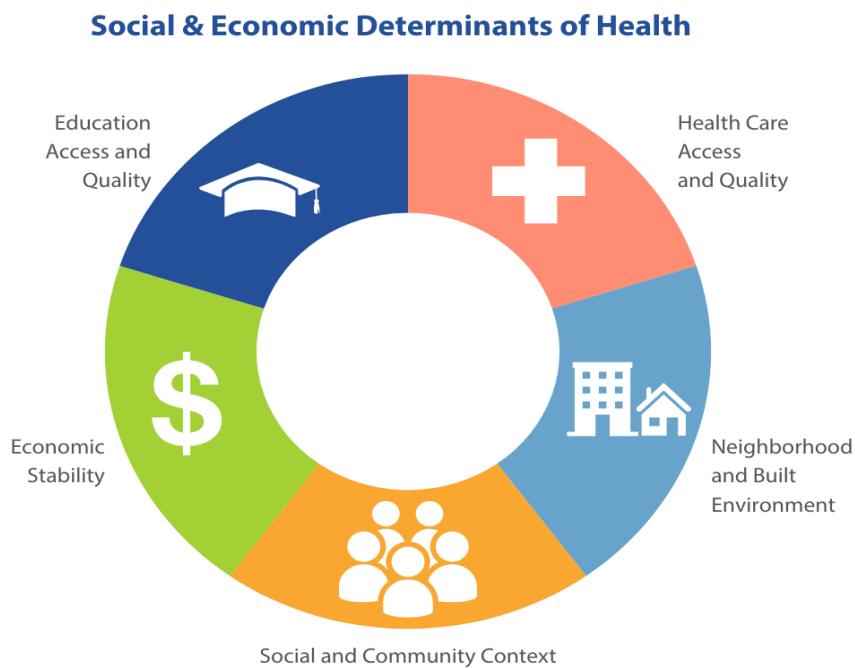 Social & Economic Determinants of Health
Education
Access and
Quality
Health Care
Access
and Quality
$
Economic
Stability
Neighborhood
and Built
Environment
Social and Community Context